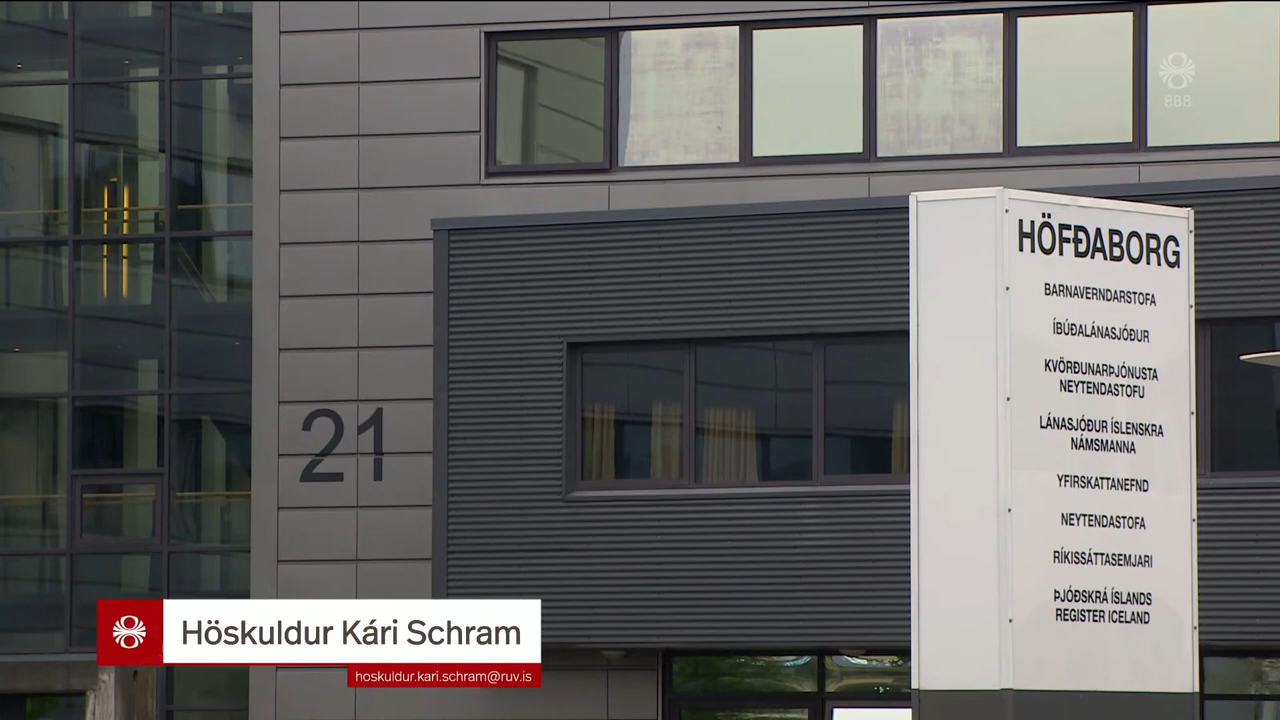 888
HÖFÐABORG
BARNAVERNDARSTOFA
ÍBÚÐALÁNASJÓÐUR
KVÖRÐUNARÞJÓNUSTA
NEYTENDASTOFU
LÁNASJÓÐUR ÍSLENSKRA
NÁMSMANNA
YFIRSKATTANEFND
NEYTENDASTOFA
RÍKISSÁTTASEMJARI
ÞJÓÐSKRÁ ÍSLANDS
REGISTER ICELAND
21
Höskuldur Kári Schram
hoskuldur.kari.schram@ruv.is